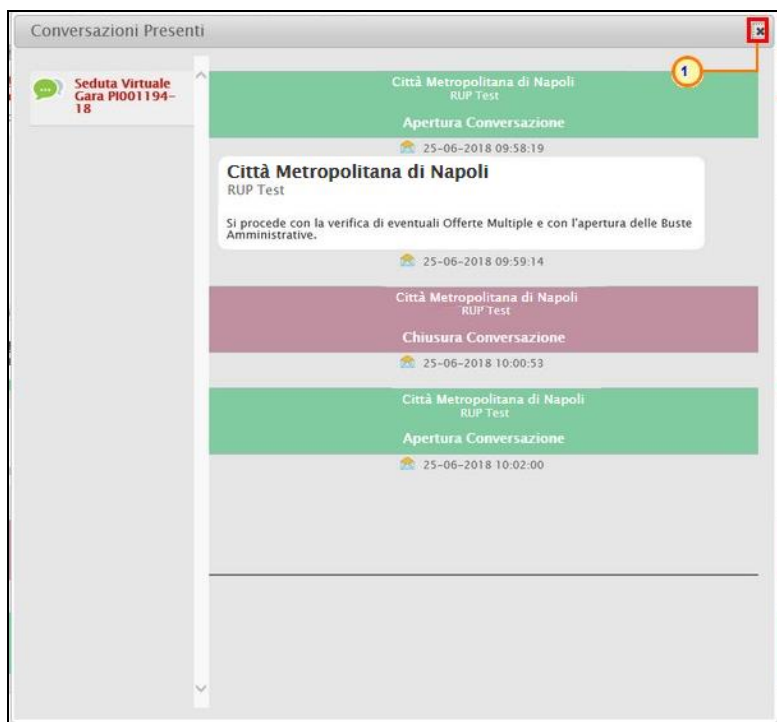 Conversazioni Presenti
x
1
Seduta Virtuale
Gara PI001194-
18
Città Metropolitana di Napoli
RUP Test
Apertura Conversazione
25-06-2018 09:58:19
Città Metropolitana di Napoli
RUP Test
Si procede con la verifica di eventuali Offerte Multiple e con l'apertura delle Buste
Amministrative.
25-06-2018 09:59:14
Città Metropolitana di Napoli
RUP Test
Chiusura Conversazione
25-06-2018 10:00:53
Città Metropolitana di Napoli
RUP Test
Apertura Conversazione
25-06-2018 10:02:00